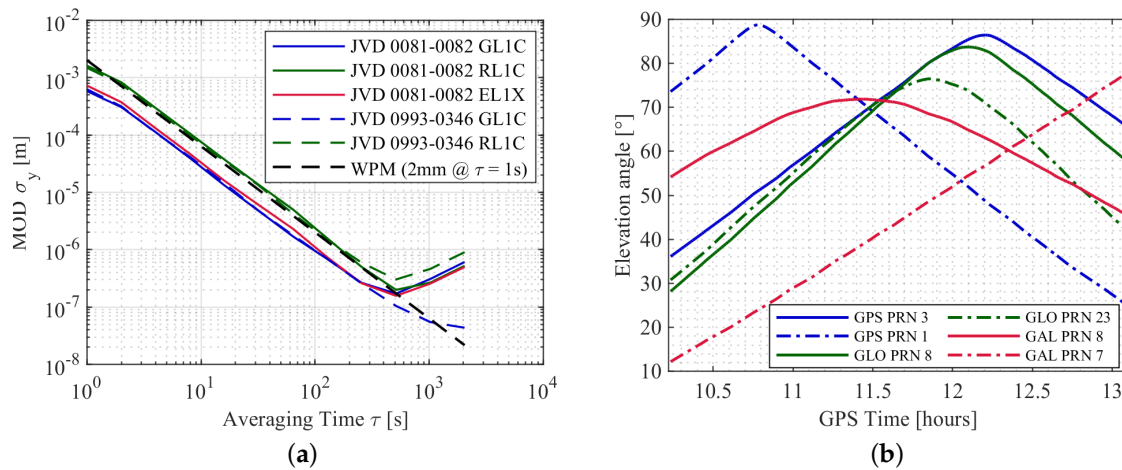 (a)
MOD σ_y [m]
10^-2
10^-3
10^-4
10^-5
10^-6
10^-7
10^-8
10^0 10^1 10^2 10^3 10^4
Averaging Time τ [s]
JVD 0081-0082 GL1C
JVD 0081-0082 RL1C
JVD 0081-0082 EL1X
JVD 0993-0346 GL1C
JVD 0993-0346 RL1C
WPM (2mm @ τ = 1s)
(b)
Elevation angle [°]
90
80
70
60
50
40
30
20
10
10.5 11 11.5 12 12.5 13
GPS Time [hours]
GPS PRN 3
GPS PRN 1
GLO PRN 8
GLO PRN 23
GAL PRN 8
GAL PRN 7